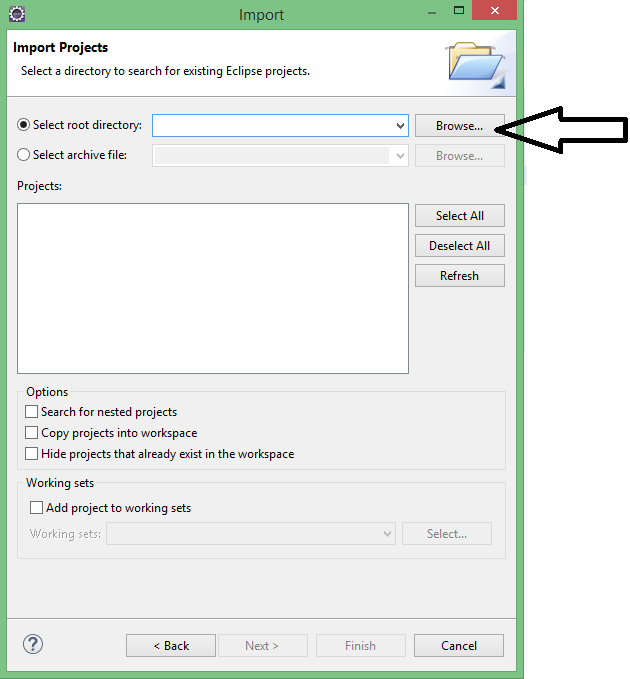 Import
Import Projects
Select a directory to search for existing Eclipse projects.
Select root directory: Browse...
Select archive file: Browse...
Projects:
Select All
Deselect All
Refresh
Options
Search for nested projects
Copy projects into workspace
Hide projects that already exist in the workspace
Working sets
Add project to working sets
Working sets: Select...
? < Back Next > Finish Cancel